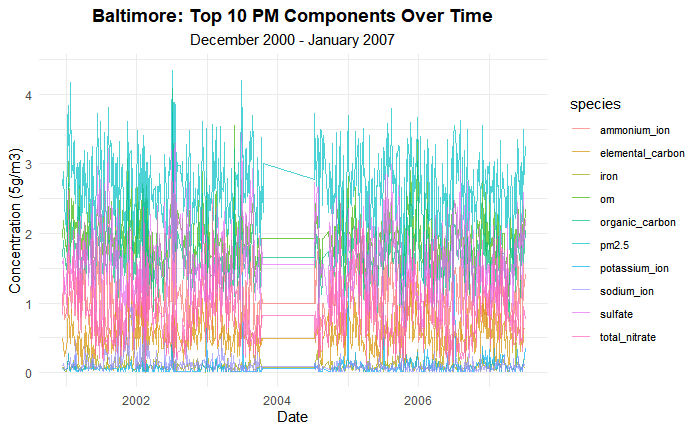 Baltimore: Top 10 PM Components Over Time
December 2000 - January 2007
Concentration (5g/m3)
4
3
2
1
0
2002
2004
2006
Date
species
ammonium_ion
elemental_carbon
iron
om
organic_carbon
pm2.5
potassium_ion
sodium_ion
sulfate
total_nitrate